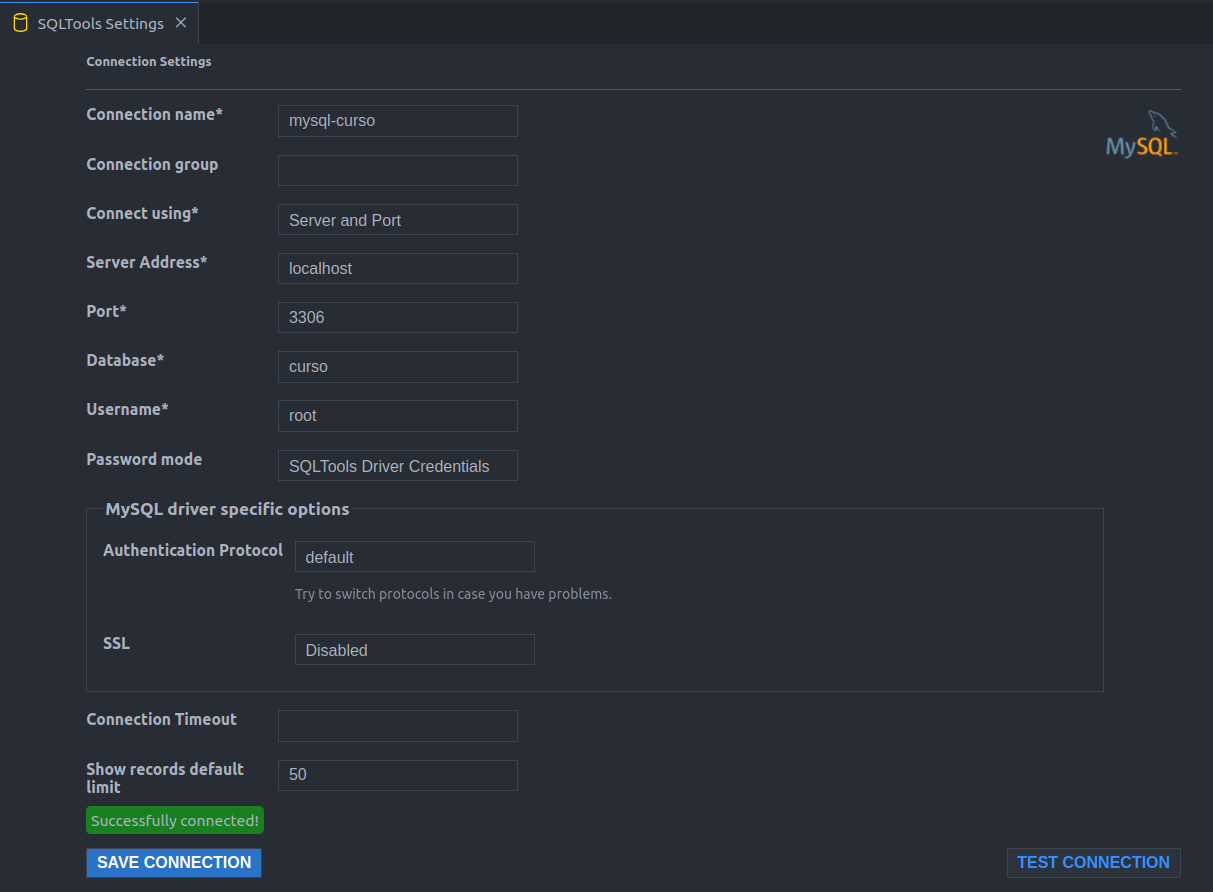 SQLTools Settings
Connection Settings
Connection name*
mysql-curso
MySQL™
Connection group
Connect using*
Server and Port
Server Address*
localhost
Port*
3306
Database*
curso
Username*
root
Password mode
SQLTools Driver Credentials
MySQL driver specific options
Authentication Protocol
default
Try to switch protocols in case you have problems.
SSL
Disabled
Connection Timeout
Show records default
limit
50
Successfully connected!
SAVE CONNECTION
TEST CONNECTION